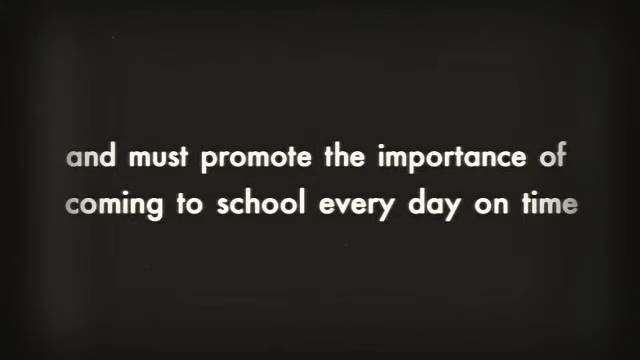 and must promote the importance of
coming to school every day on time